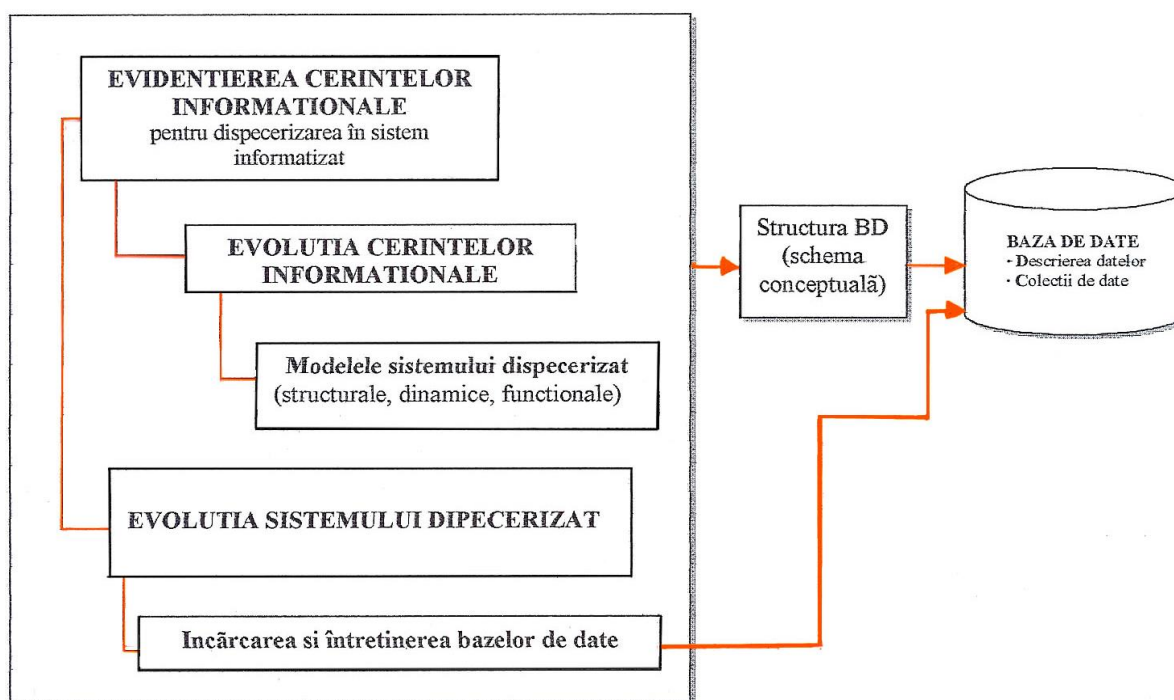 EVIDENTIEREA CERINTELOR
INFORMATIONALE
pentru dispecerizarea în sistem
informatizat
EVOLUTIA CERINTELOR
INFORMATIONALE
Modelele sistemului dispecerizat
(structurale, dinamice, functionale)
EVOLUTIA SISTEMULUI DIPECERIZAT
Incãrcarea si întretinerea bazelor de date
Structura BD
(schema
conceptualã)
BAZA DE DATE
- Descrierea datelor
· Colectii de date